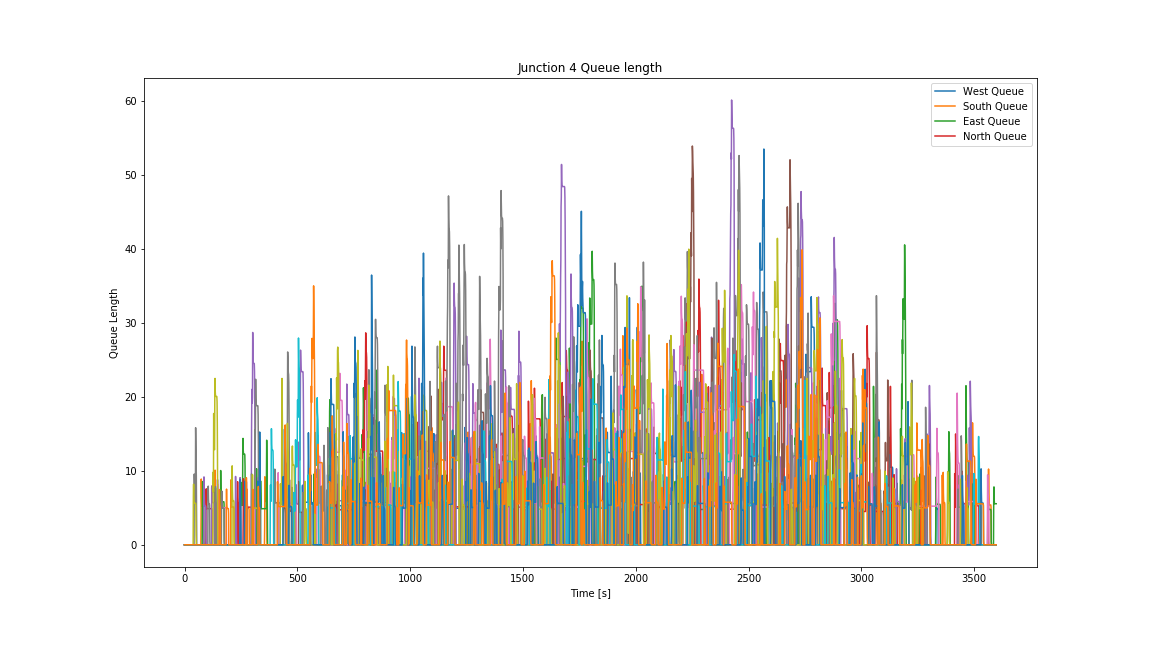 Junction 4 Queue length
West Queue
South Queue
East Queue
North Queue
Queue Length
60
50
40
30
20
10
0
0 500 1000 1500 2000 2500 3000 3500
Time [s]